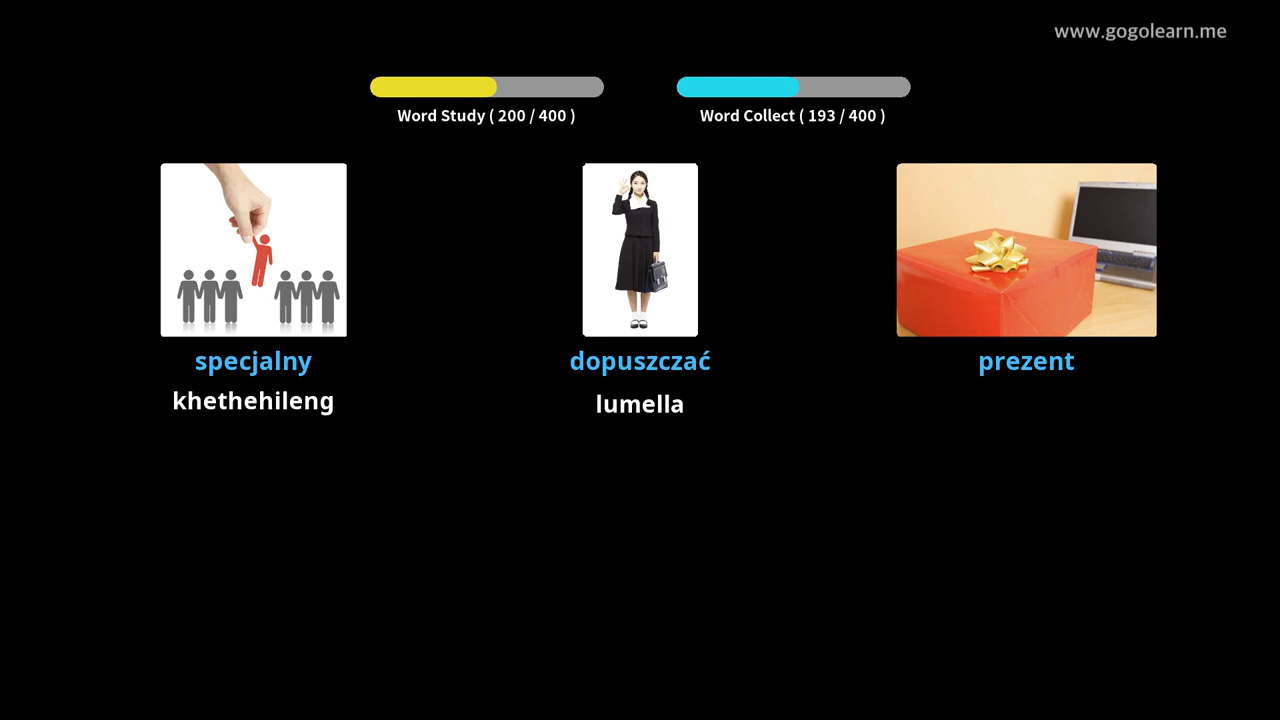 www.gogolearn.me
Word Study ( 200 / 400 )
Word Collect ( 193 / 400 )
specjalny
dopuszczać
prezent
khethehileng
lumella